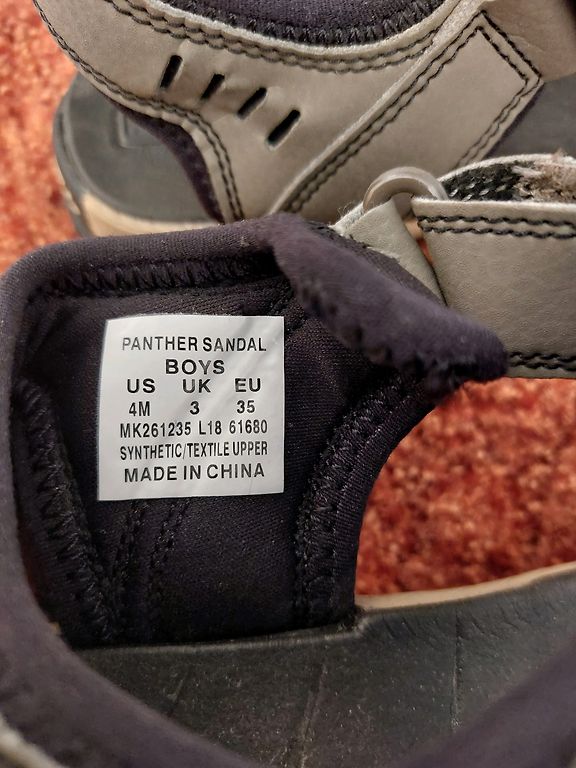 PANTHER SANDAL
BOYS
US UK EU
4M 3 35
MK261235 L18 61680
SYNTHETIC/TEXTILE UPPER
MADE IN CHINA